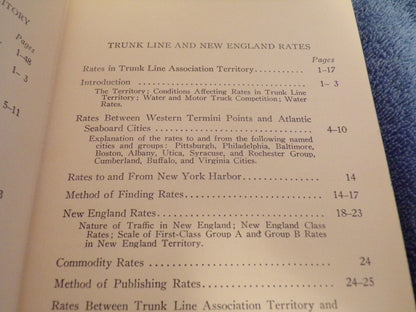 RITORY
Pages
1-48
1- 3
5-11
TRUNK LINE AND NEW ENGLAND RATES
Pages
Rates in Trunk Line Association Territory 1-17
Introduction 1- 3
The Territory; Conditions Affecting Rates in Trunk Line
Territory; Water and Motor Truck Competition; Water
Rates.
Rates Between Western Termini Points and Atlantic
Seaboard Cities 4-10
Explanation of the rates to and from the following named
cities and groups: Pittsburgh, Philadelphia, Baltimore,
Boston, Albany, Utica, Syracuse, and Rochester Group,
Cumberland, Buffalo, and Virginia Cities.
Rates to and From New York Harbor 14
Method of Finding Rates 14-17
New England Rates 18-23
Nature of Traffic in New England; New England Class
Rates; Scale of First-Class Group A and Group B Rates
in New England Territory.
Commodity Rates 24
Method of Publishing Rates 24-25
Rates Between Trunk Line Association Territory and